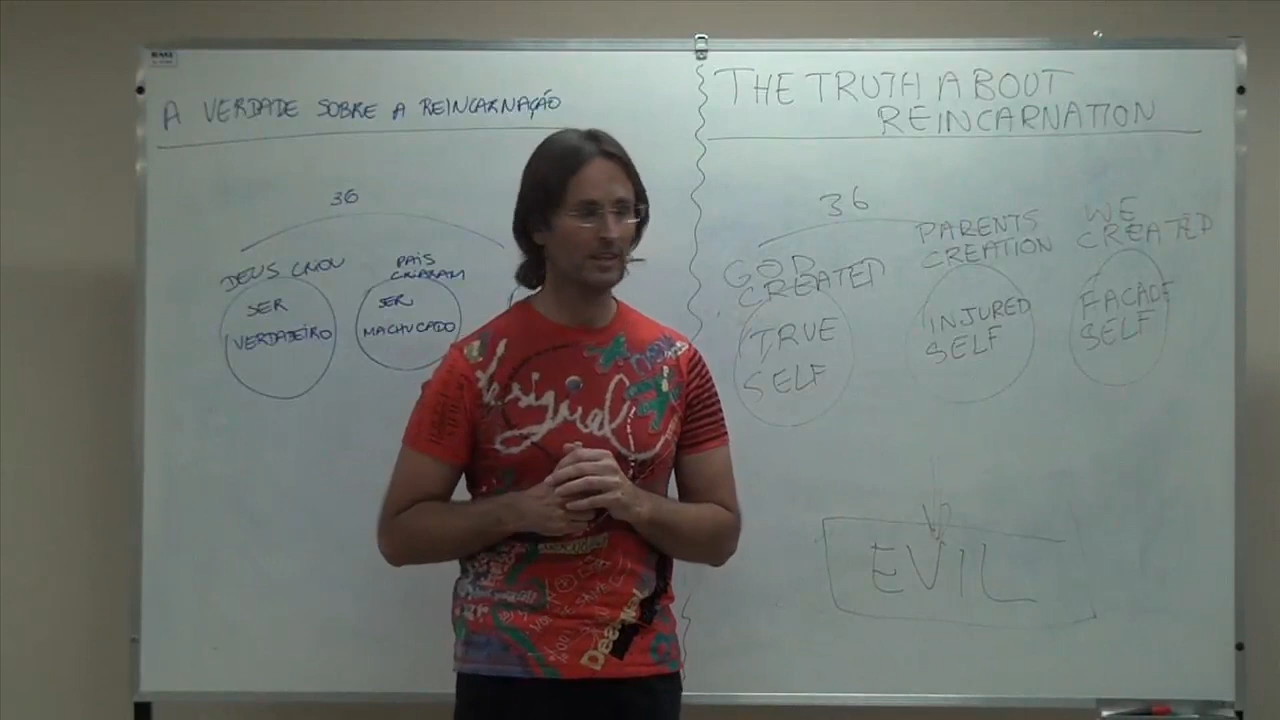 A VERDADE SOBRE A REINCARNAÇÃO
36
DEUS CRIOU
SER
VERDADEIRO
PAIS
CRIARAM
SER
MACHUCADO
THE TRUTH ABOUT
REINCARNATION
36
GOD
CREATED
TRUE
SELF
PARENTS
CREATION
INJURED
SELF
WE
CREATED
FACADE
SELF
EVIL
Desigual